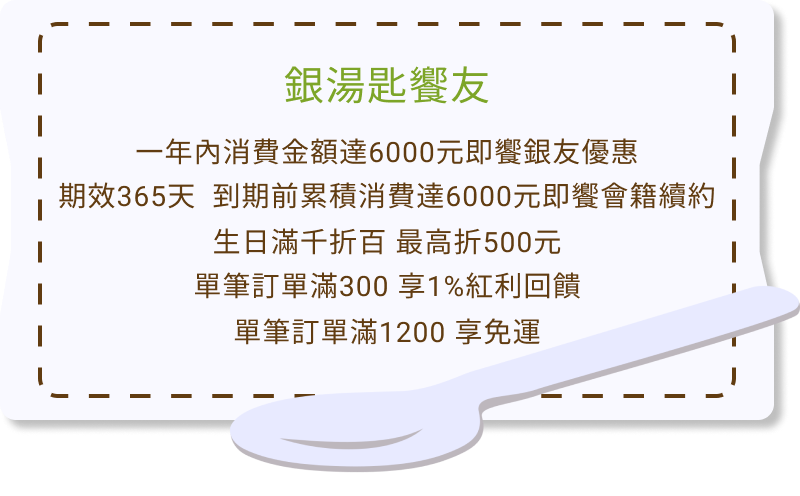 銀湯匙饗友
一年內消費金額達6000元即饗銀友優惠
期效365天 到期前累積消費達6000元即饗會籍續約
生日滿千折百 最高折500元
單筆訂單滿300 享1%紅利回饋
單筆訂單滿1200 享免運